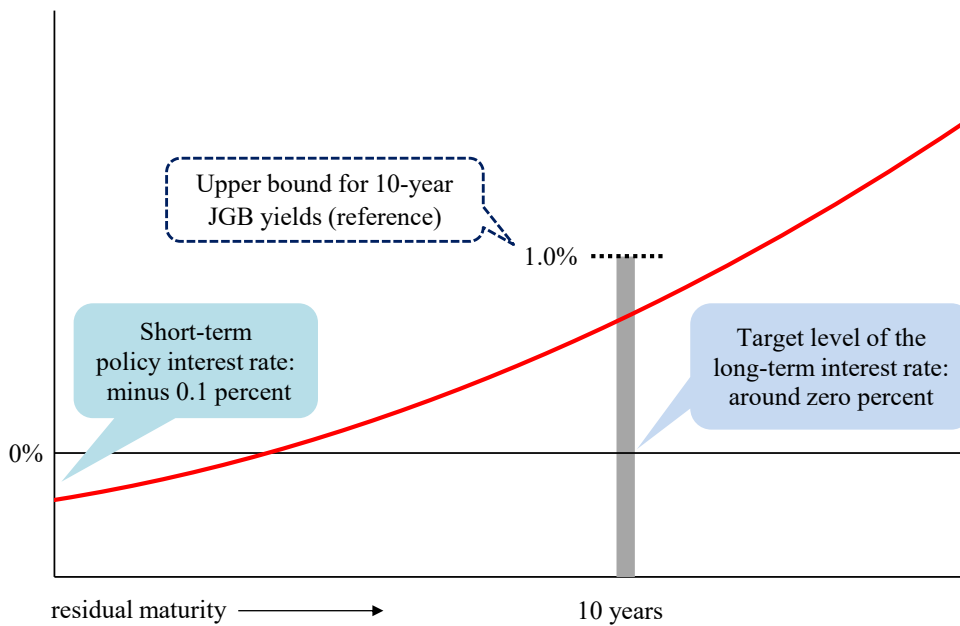 Upper bound for 10-year
JGB yields (reference)
1.0%
Short-term
policy interest rate:
minus 0.1 percent
Target level of the
long-term interest rate:
around zero percent
0%
residual maturity
10 years